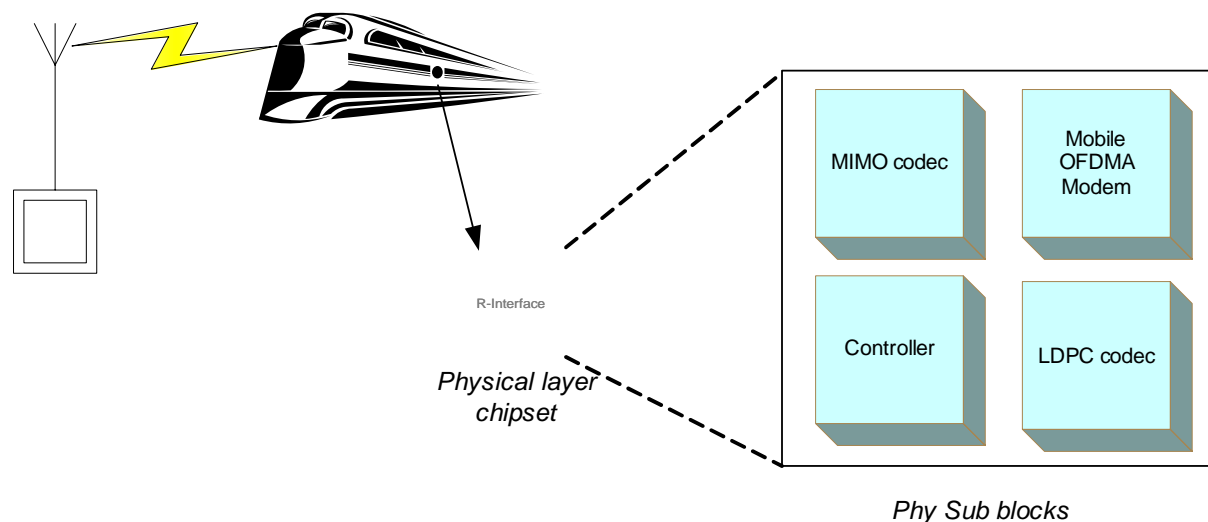 MIMO codec
Mobile
OFDMA
Modem
R-Interface
Controller
LDPC codec
Physical layer
chipset
Phy Sub blocks